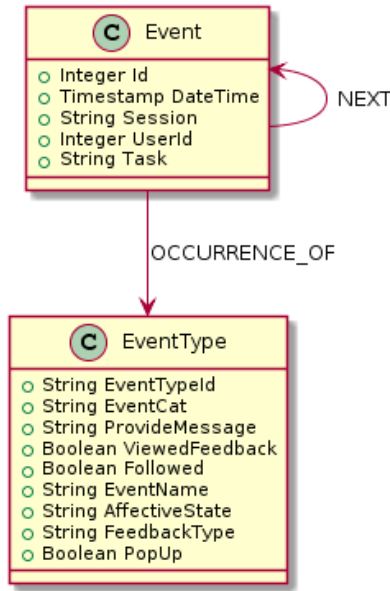 C Event
Integer Id
Timestamp DateTime
String Session
Integer UserId
String Task
NEXT
OCCURRENCE_OF
C EventType
String EventTypeId
String EventCat
String ProvideMessage
Boolean ViewedFeedback
Boolean Followed
String EventName
String AffectiveState
String FeedbackType
Boolean PopUp